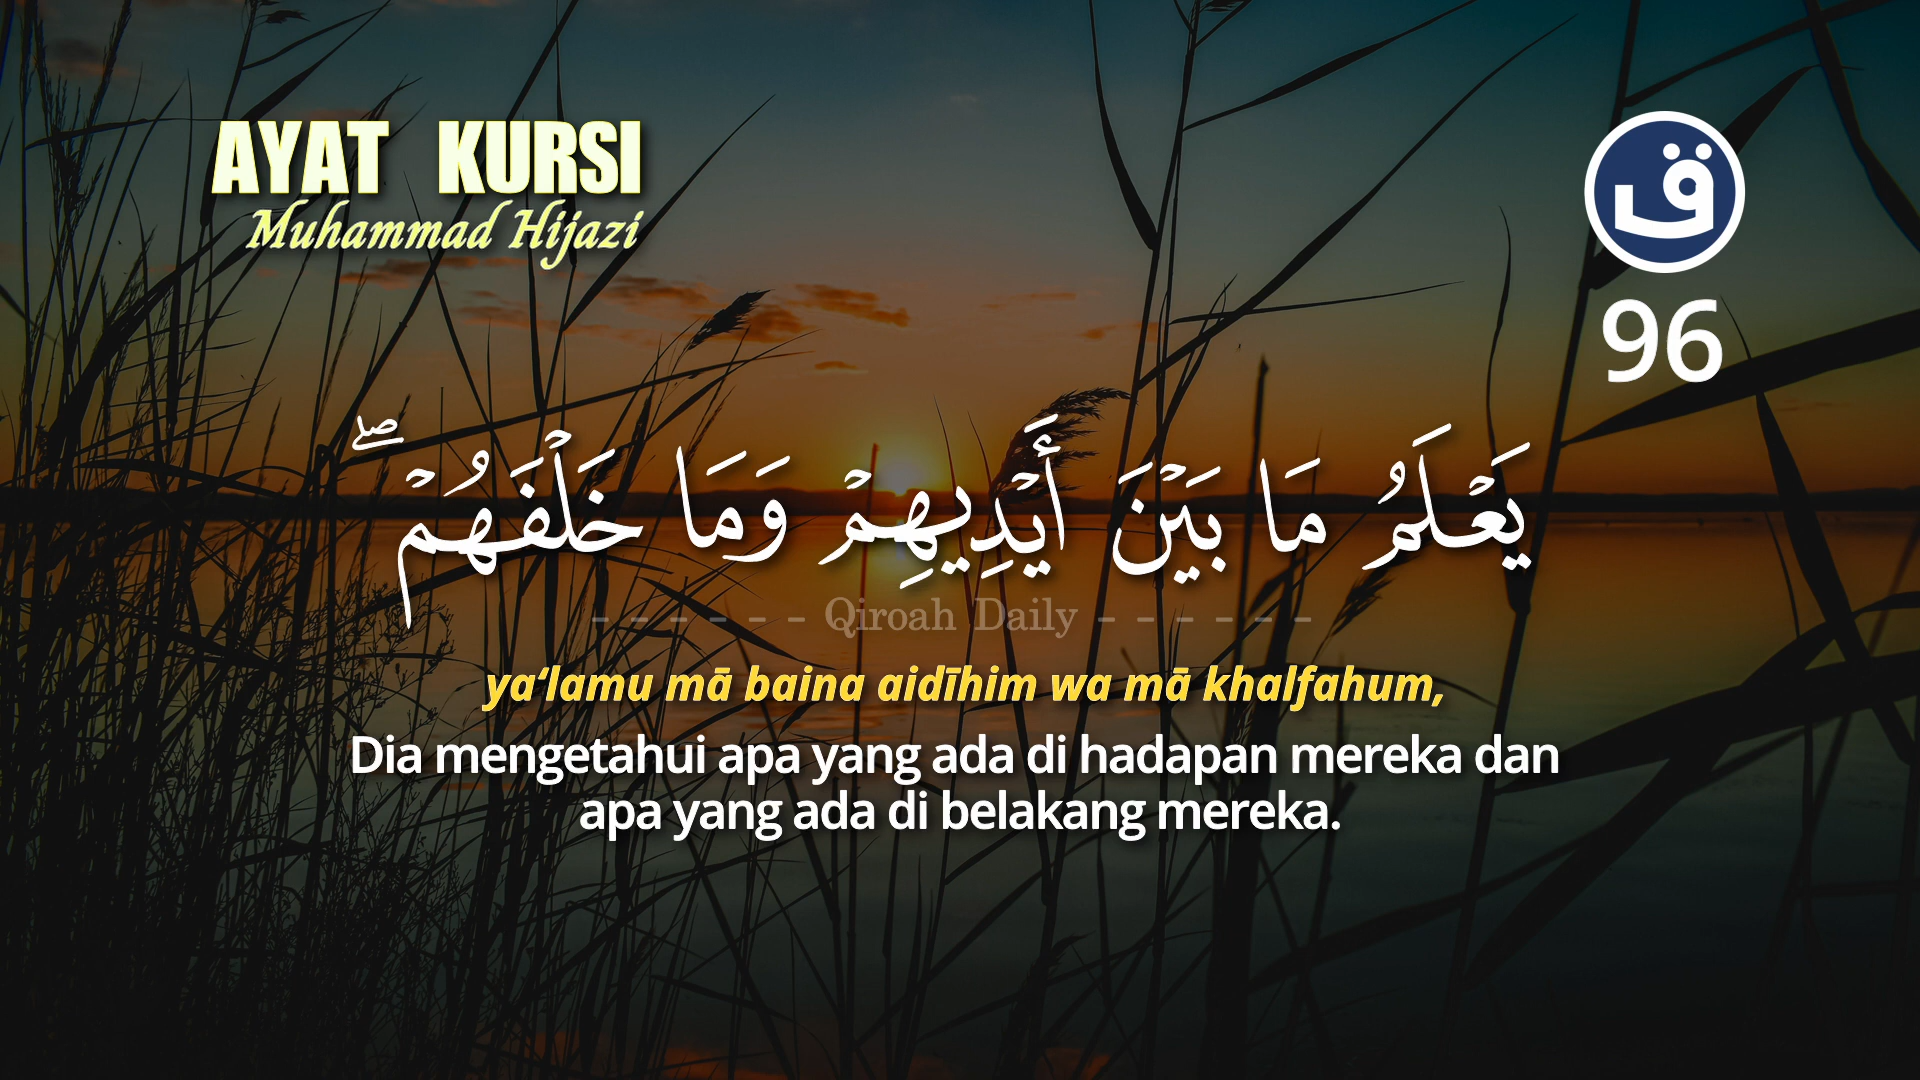 AYAT KURSI
Muhammad Hijazi
ق
96
يَعْلَمُ مَا بَيْنَ أَيْدِيهِمْ وَمَا خَلْفَهُمْ ۖ
- - - - - - Qiroah Daily - - - - - -
ya‘lamu mā baina aidīhim wa mā khalfahum,
Dia mengetahui apa yang ada di hadapan mereka dan
apa yang ada di belakang mereka.